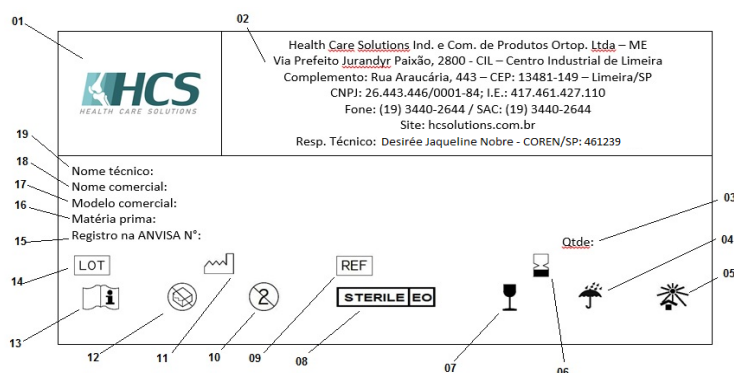 01
02
HCS
HEALTH CARE SOLUTIONS
Health Care Solutions Ind. e Com. de Produtos Ortop. Ltda – ME
Via Prefeito Jurandyr Paixão, 2800 - CIL – Centro Industrial de Limeira
Complemento: Rua Araucária, 443 – CEP: 13481-149 – Limeira/SP
CNPJ: 26.443.446/0001-84; I.E.: 417.461.427.110
Fone: (19) 3440-2644 / SAC: (19) 3440-2644
Site: hcsolutions.com.br
Resp. Técnico: Desirée Jaqueline Nobre - COREN/SP: 461239
19
Nome técnico:
18
Nome comercial:
17
Modelo comercial:
16
Matéria prima:
15
Registro na ANVISA N°:
Qtde:
03
04
05
LOT
REF
14
i
2
STERILE EO
13
12
11
10
09
08
07
06